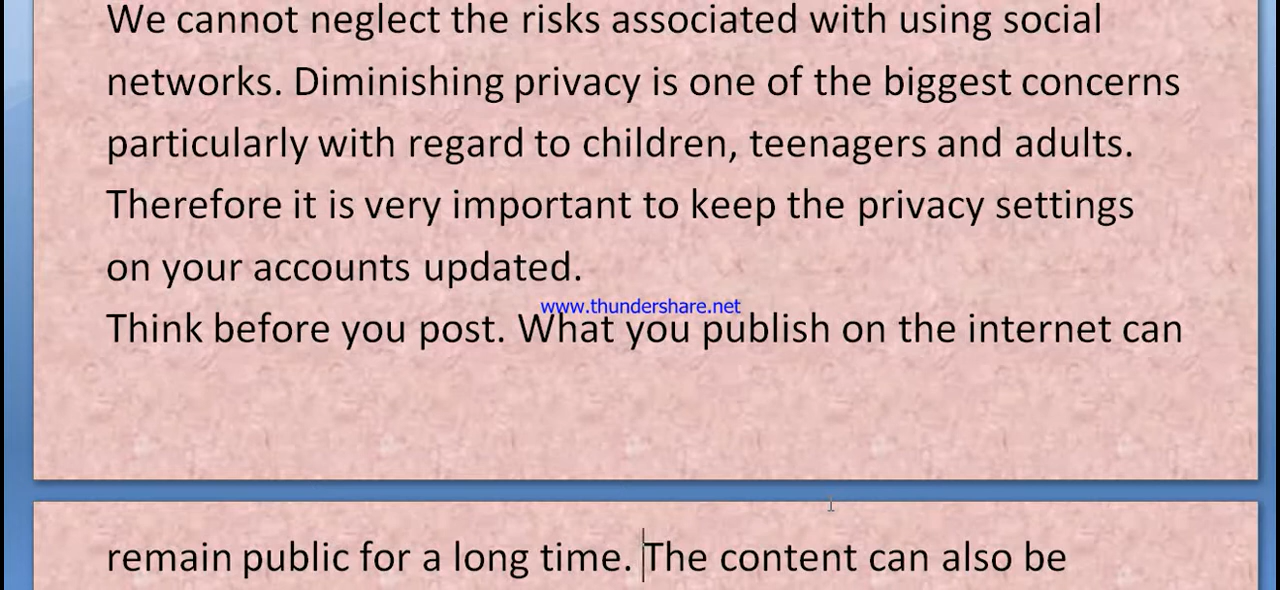 We cannot neglect the risks associated with using social
networks. Diminishing privacy is one of the biggest concerns
particularly with regard to children, teenagers and adults.
Therefore it is very important to keep the privacy settings
on your accounts updated.
www.thundershare.net
Think before you post. What you publish on the internet can
remain public for a long time. The content can also be